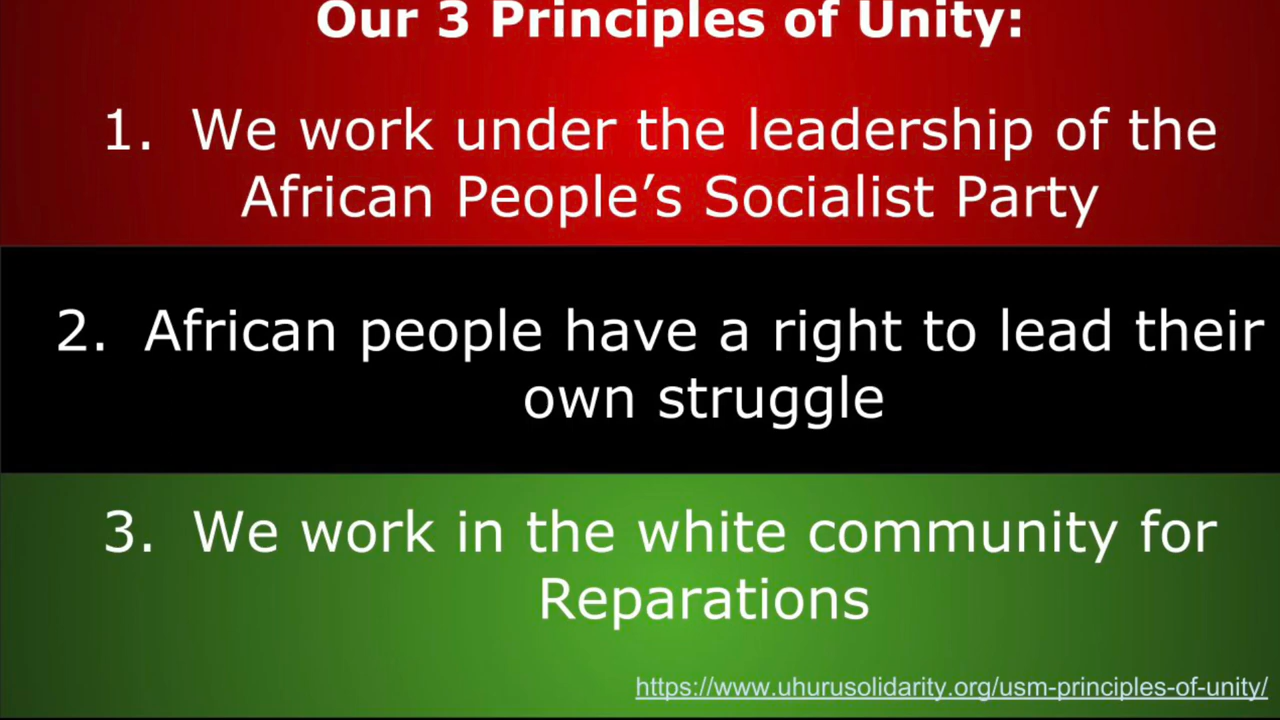 Our 3 Principles of Unity:
1. We work under the leadership of the
African People’s Socialist Party
2. African people have a right to lead their
own struggle
3. We work in the white community for
Reparations
https://www.uhurusolidarity.org/usm-principles-of-unity/